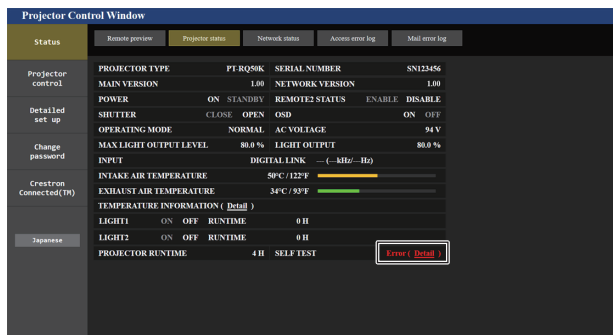 Projector Control Window
Status
Remote preview
Projector status
Network status
Access error log
Mail error log
Projector
control
Detailed
set up
Change
password
Crestron
Connected(TM)
Japanese
PROJECTOR TYPE PT-RQ50K SERIAL NUMBER SN123456
MAIN VERSION 1.00 NETWORK VERSION 1.00
POWER ON STANDBY REMOTE2 STATUS ENABLE DISABLE
SHUTTER CLOSE OPEN OSD ON OFF
OPERATING MODE NORMAL AC VOLTAGE 94 V
MAX LIGHT OUTPUT LEVEL 80.0 % LIGHT OUTPUT 80.0 %
INPUT DIGITAL LINK --- (---kHz/---Hz)
INTAKE AIR TEMPERATURE 50°C / 122°F
EXHAUST AIR TEMPERATURE 34°C / 93°F
TEMPERATURE INFORMATION ( Detail )
LIGHT1 ON OFF RUNTIME 0 H
LIGHT2 ON OFF RUNTIME 0 H
PROJECTOR RUNTIME 4 H SELF TEST Error ( Detail )